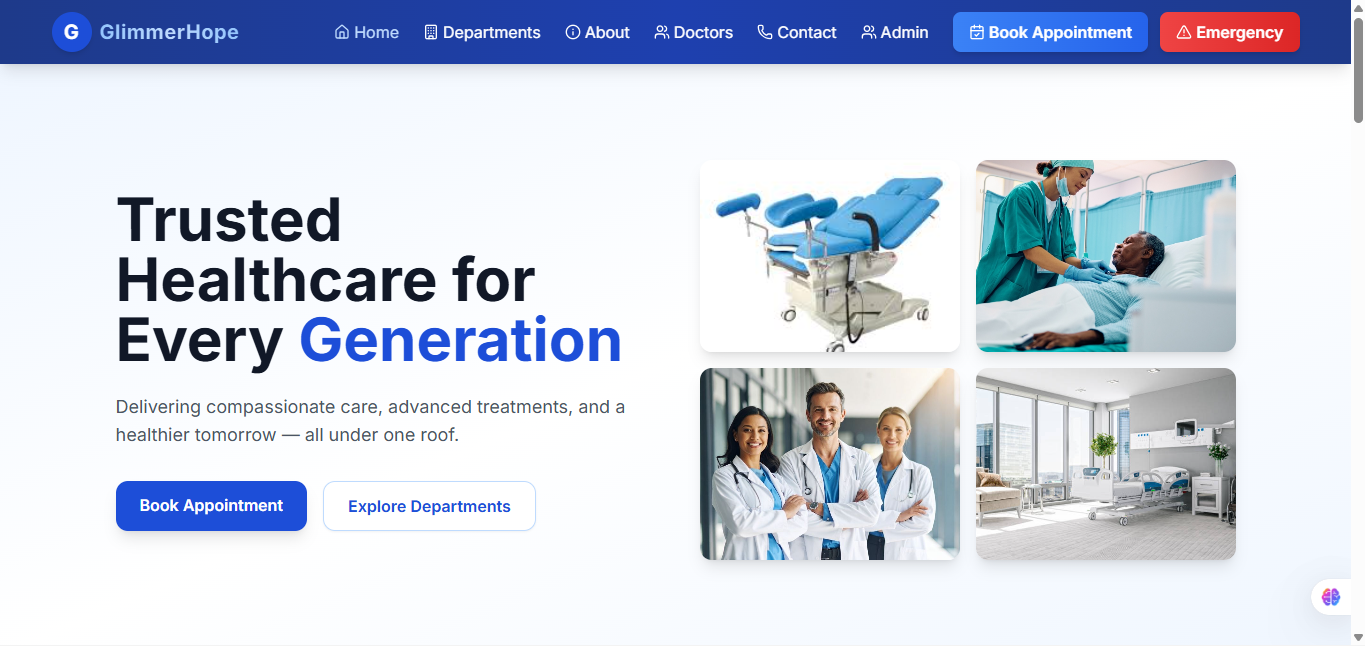 G GlimmerHope Home Departments About Doctors Contact Admin Book Appointment Emergency
Trusted
Healthcare for
Every Generation
Delivering compassionate care, advanced treatments, and a
healthier tomorrow — all under one roof.
Book Appointment Explore Departments